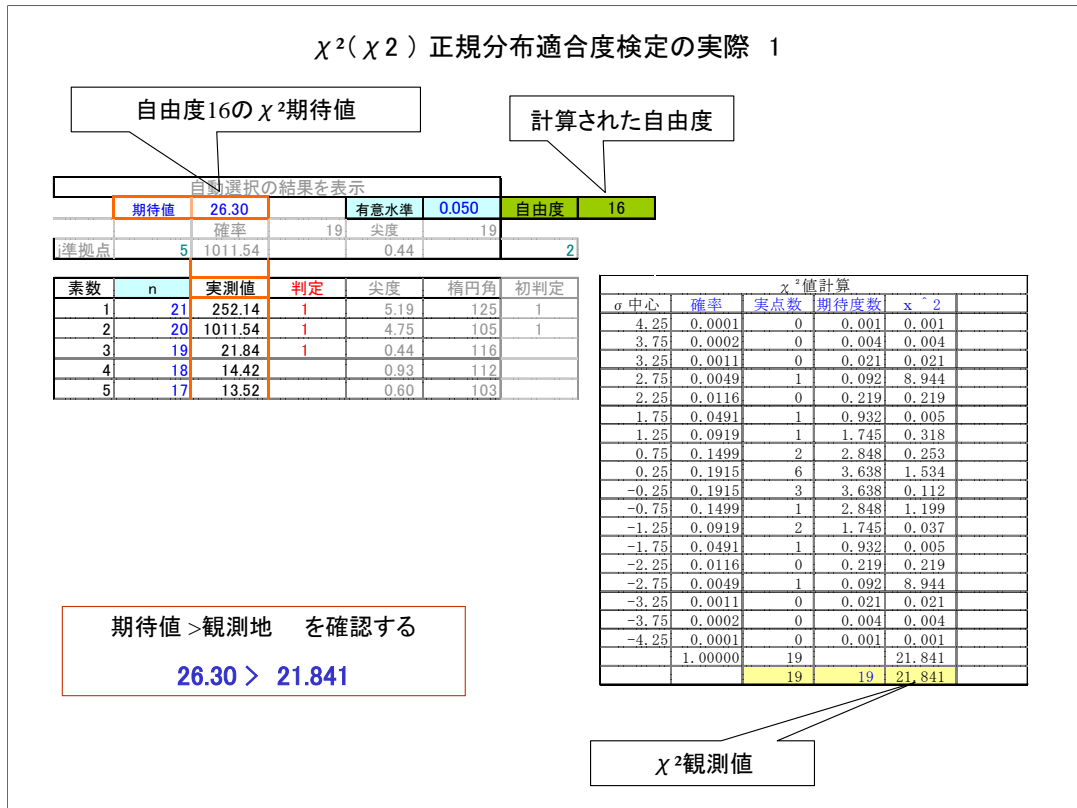 χ²(χ2) 正規分布適合度検定の実際 1
自由度16のχ²期待値
計算された自由度
自動選択の結果を表示
期待値 26.30 有意水準 0.050 自由度 16
確率 19 尖度 19
準拠点 5 1011.54 0.44 2
素数 n 実測値 判定 尖度 楕円角 初判定
1 21 252.14 1 5.19 125 1
2 20 1011.54 1 4.75 105 1
3 19 21.84 1 0.44 116
4 18 14.42 0.93 112
5 17 13.52 0.60 103
χ²値計算
σ中心 確率 実点数 期待度数 x^2
4.25 0.0001 0 0.001 0.001
3.75 0.0002 0 0.004 0.004
3.25 0.0011 0 0.021 0.021
2.75 0.0049 1 0.092 8.944
2.25 0.0116 0 0.219 0.219
1.75 0.0491 1 0.932 0.005
1.25 0.0919 1 1.745 0.318
0.75 0.1499 2 2.848 0.253
0.25 0.1915 6 3.638 1.534
-0.25 0.1915 3 3.638 0.112
-0.75 0.1499 1 2.848 1.199
-1.25 0.0919 2 1.745 0.037
-1.75 0.0491 1 0.932 0.005
-2.25 0.0116 0 0.219 0.219
-2.75 0.0049 1 0.092 8.944
-3.25 0.0011 0 0.021 0.021
-3.75 0.0002 0 0.004 0.004
-4.25 0.0001 0 0.001 0.001
1.00000 19 21.841
19 19 21.841
期待値 >観測地 を確認する
26.30 > 21.841
χ²観測値